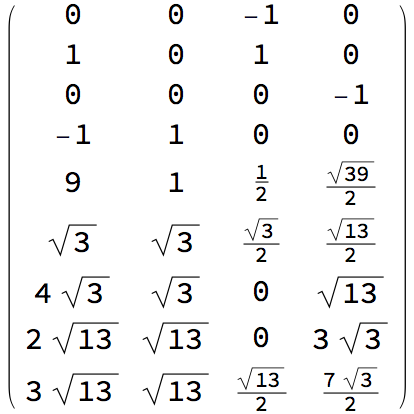 0 0 -1 0
1 0 1 0
0 0 0 -1
-1 1 0 0
9 1 1/2 √39/2
√3 √3 √3/2 √13/2
4√3 √3 0 √13
2√13 √13 0 3√3
3√13 √13 √13/2 7√3/2